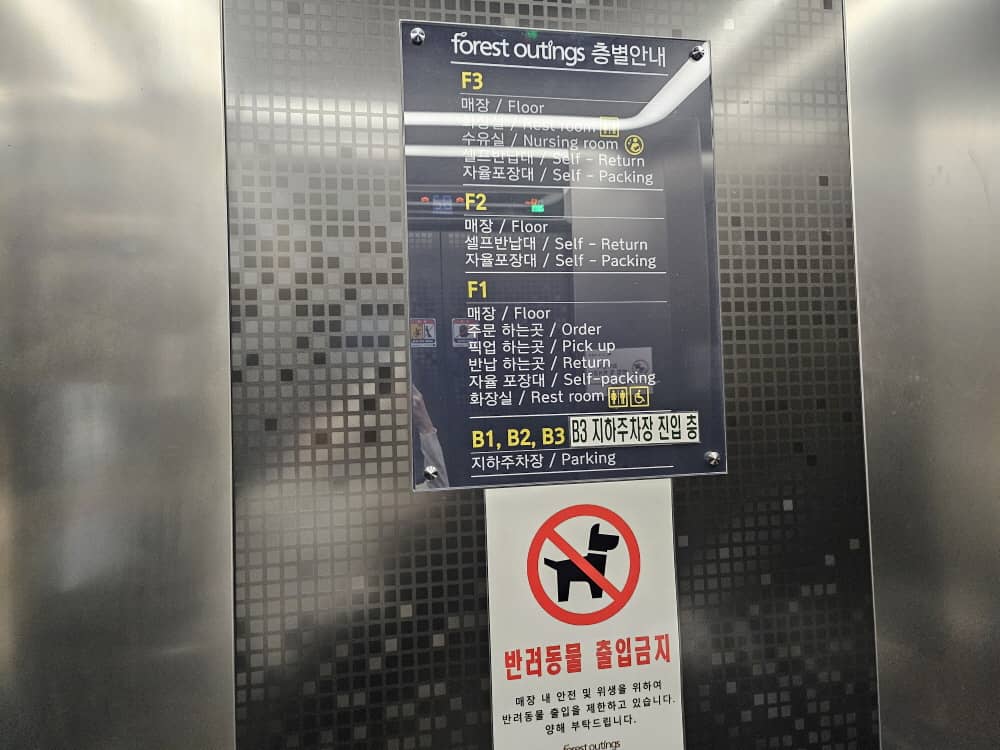 forest outings 층별안내
F3
매장 / Floor
화장실 / Rest room
수유실 / Nursing room
셀프반납대 / Self - Return
자율포장대 / Self - Packing
F2
매장 / Floor
셀프반납대 / Self - Return
자율포장대 / Self - Packing
F1
매장 / Floor
주문 하는곳 / Order
픽업 하는곳 / Pick up
반납 하는곳 / Return
자율 포장대 / Self-packing
화장실 / Rest room
B1, B2, B3 B3 지하주차장 진입 층
지하주차장 / Parking
반려동물 출입금지
매장 내 안전 및 위생을 위하여
반려동물 출입을 제한하고 있습니다.
양해 부탁드립니다.
forest outings